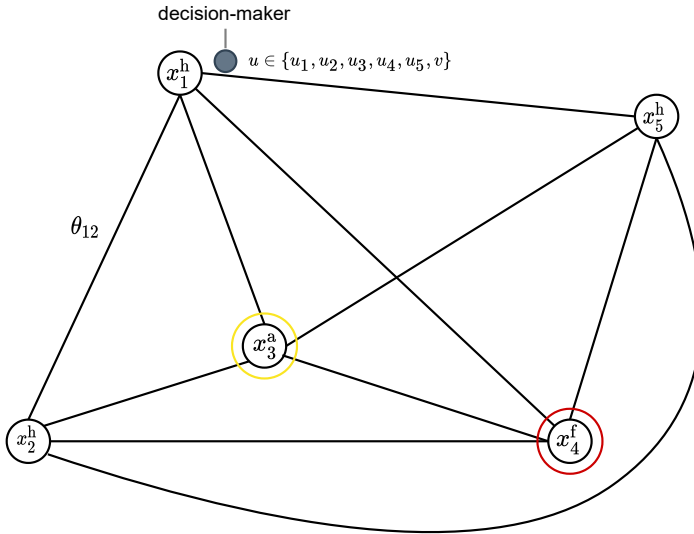 decision-maker
x₁ʰ
u ∈ {u₁, u₂, u₃, u₄, u₅, v}
x₅ʰ
θ₁₂
x₃ᵃ
x₂ʰ
x₄ᶠ